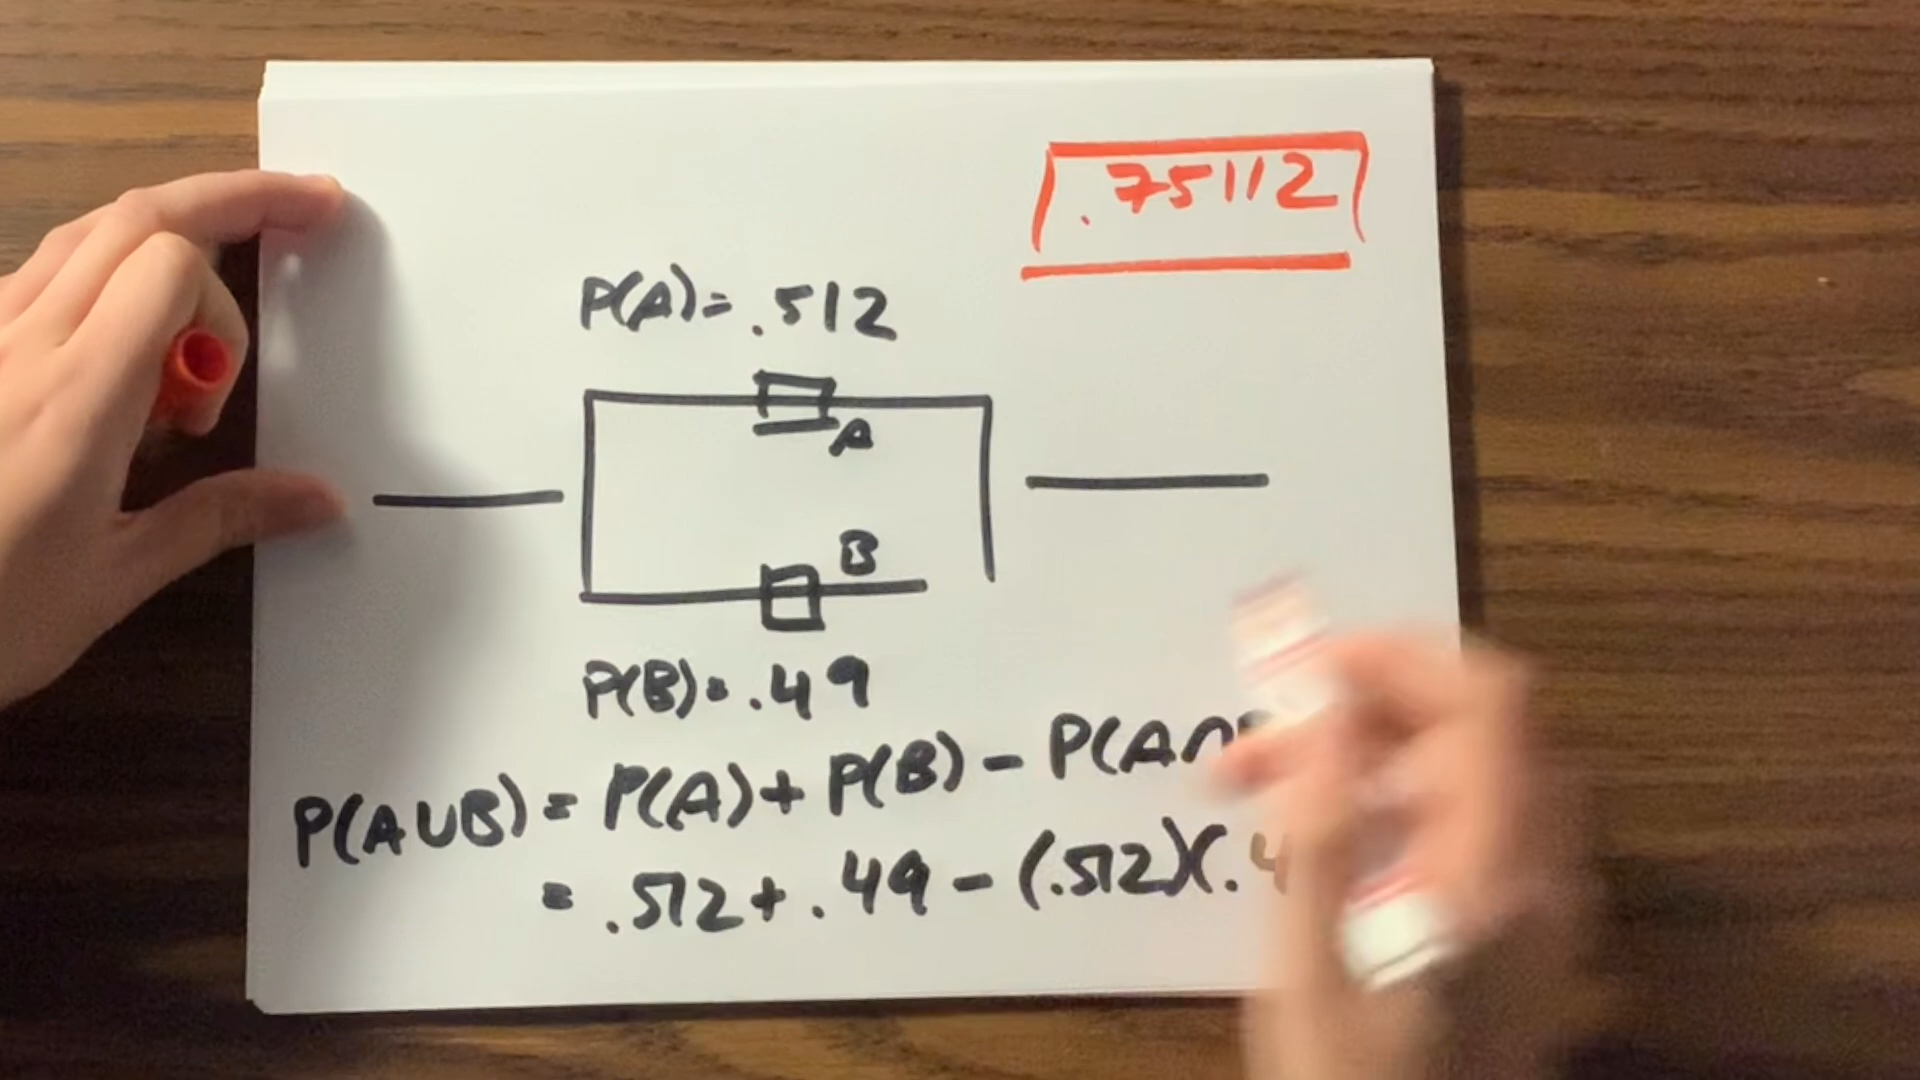 .75112
P(A)= .512
A
B
P(B)= .49
P(AUB) = P(A) + P(B) - P(A∩
= .512 + .49 - (.512)(.4